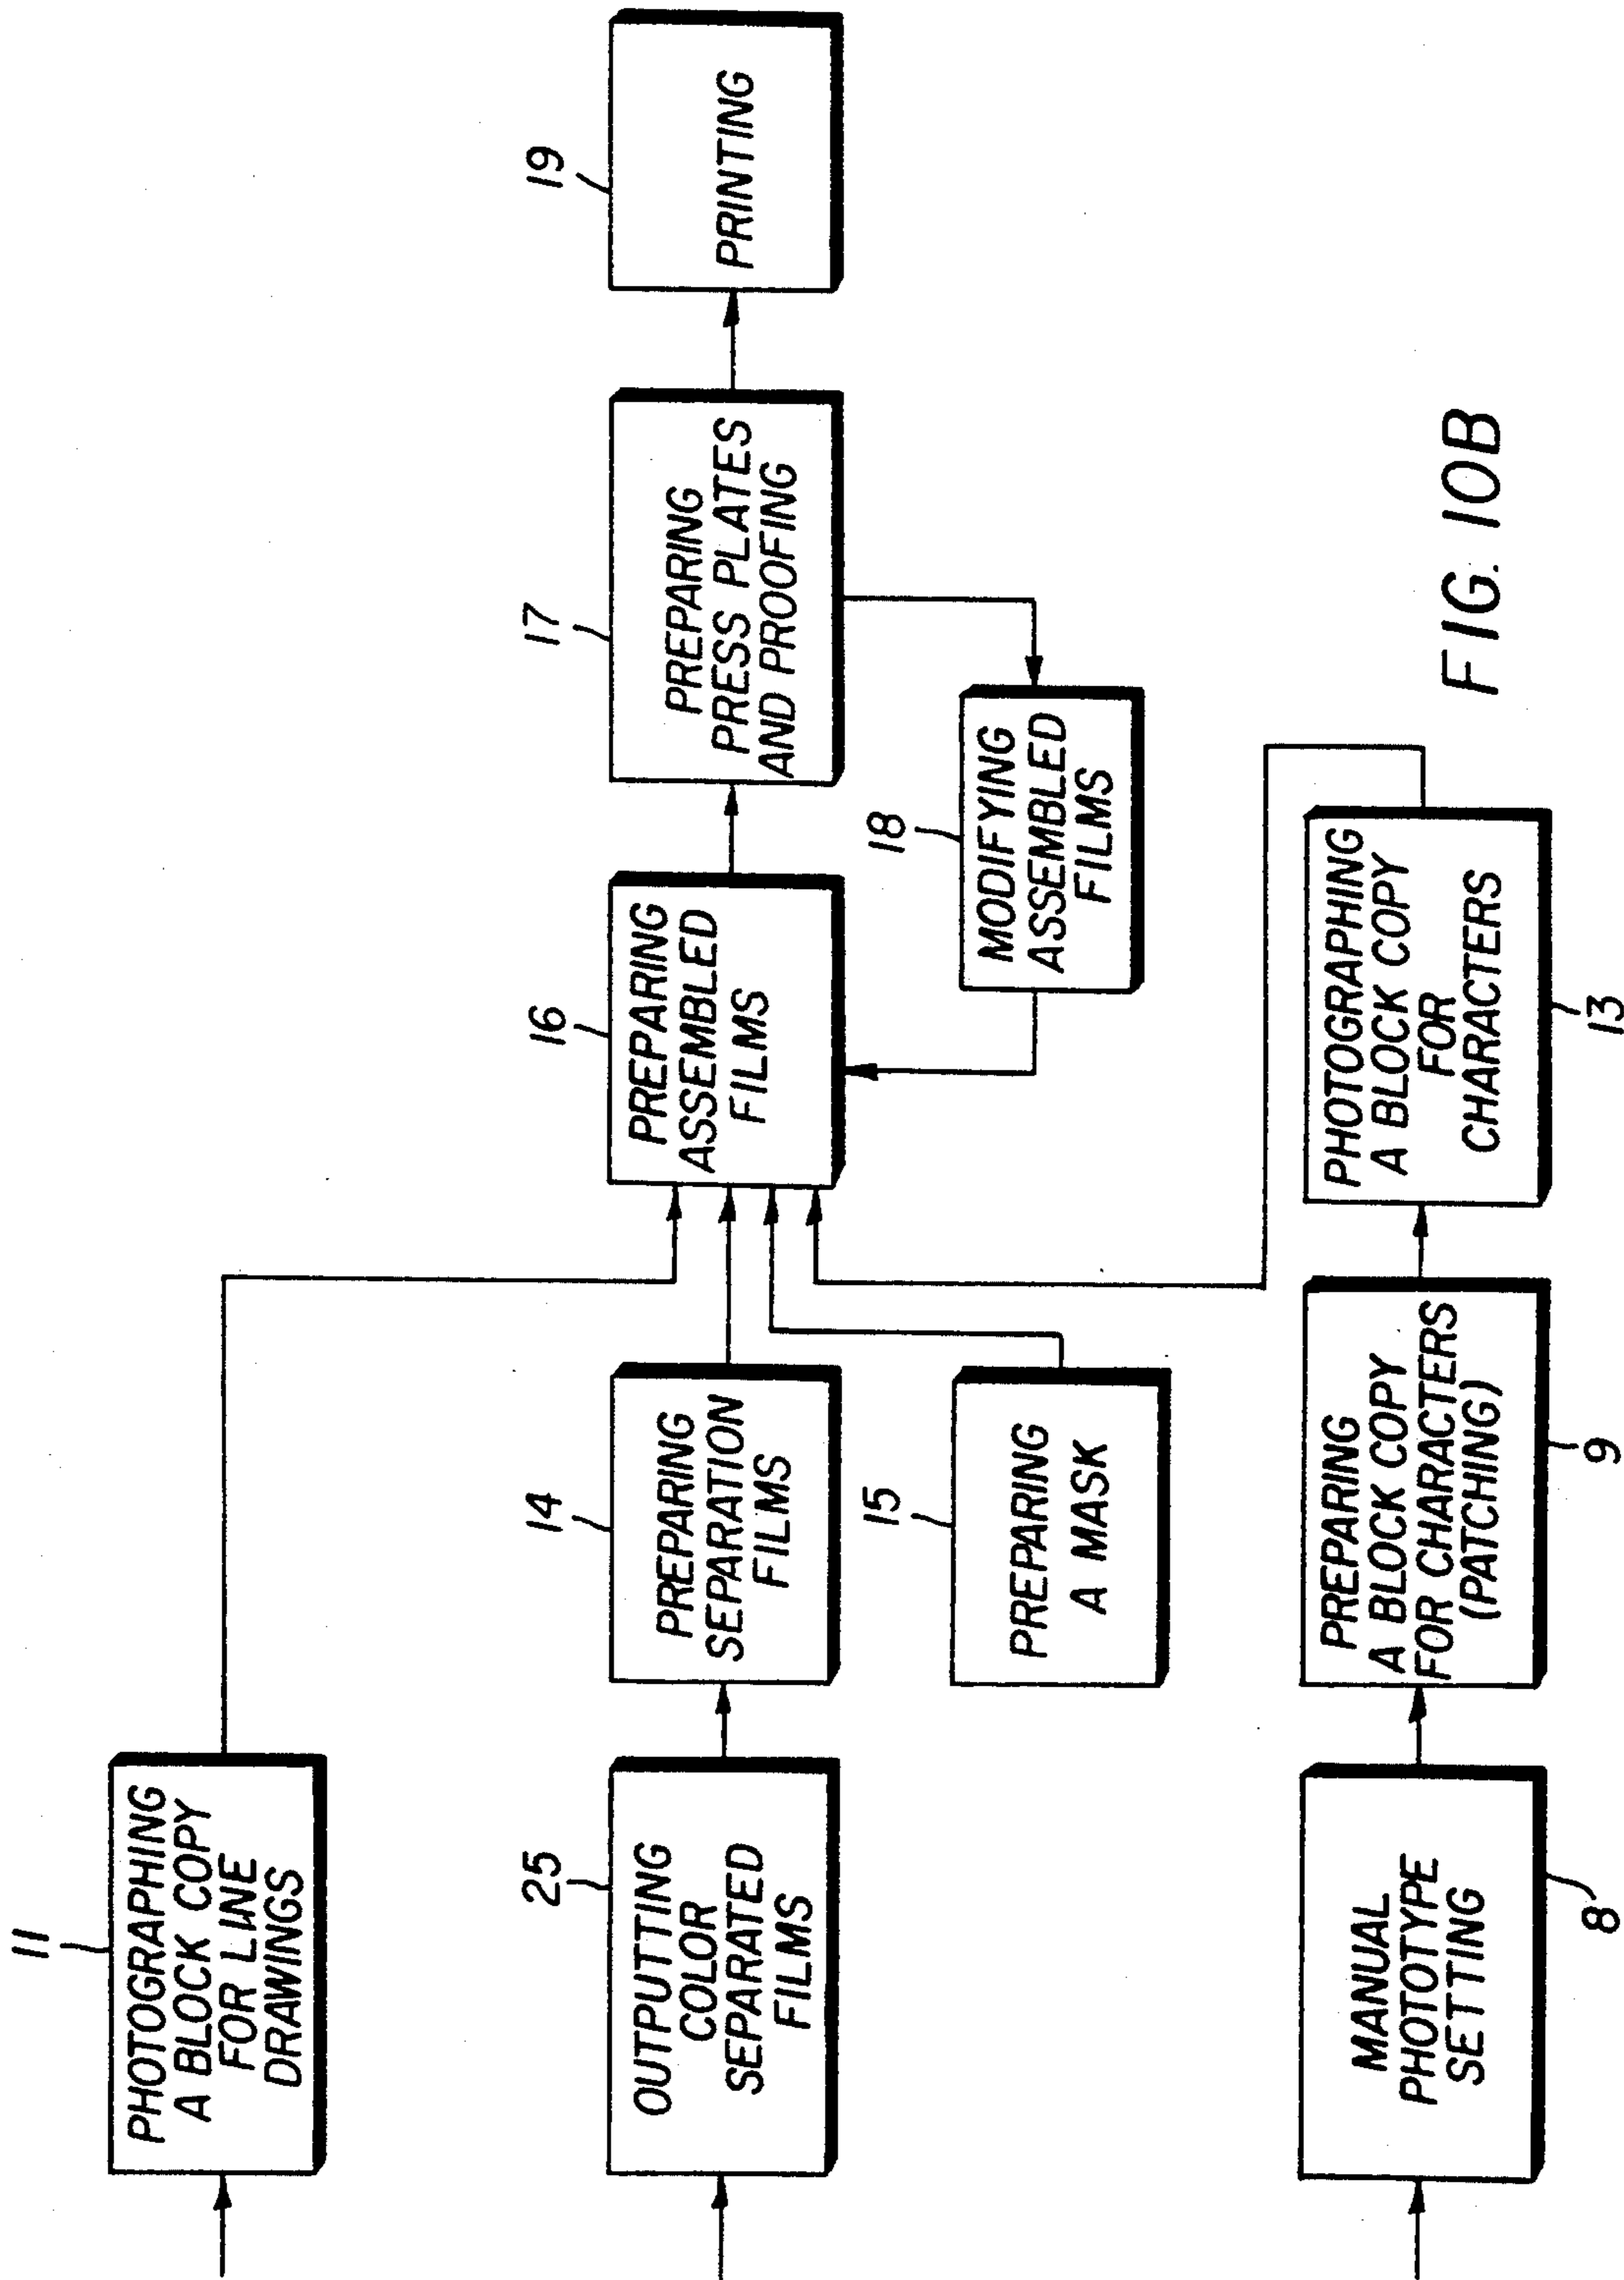 11
PHOTOGRAPHING
A BLOCK COPY
FOR LINE
DRAWINGS
25
OUTPUTTING
COLOR
SEPARATED
FILMS
14
PREPARING
SEPARATION
FILMS
15
PREPARING
A MASK
16
PREPARING
ASSEMBLED
FILMS
17
PREPARING
PRESS PLATES
AND PROOFING
18
MODIFYING
ASSEMBLED
FILMS
19
PRINTING
MANUAL
PHOTOTYPE
SETTING
8
PREPARING
A BLOCK COPY
FOR CHARACTERS
(PATCHING)
9
PHOTOGRAPHING
A BLOCK COPY
FOR
CHARACTERS
13
FIG. 10B